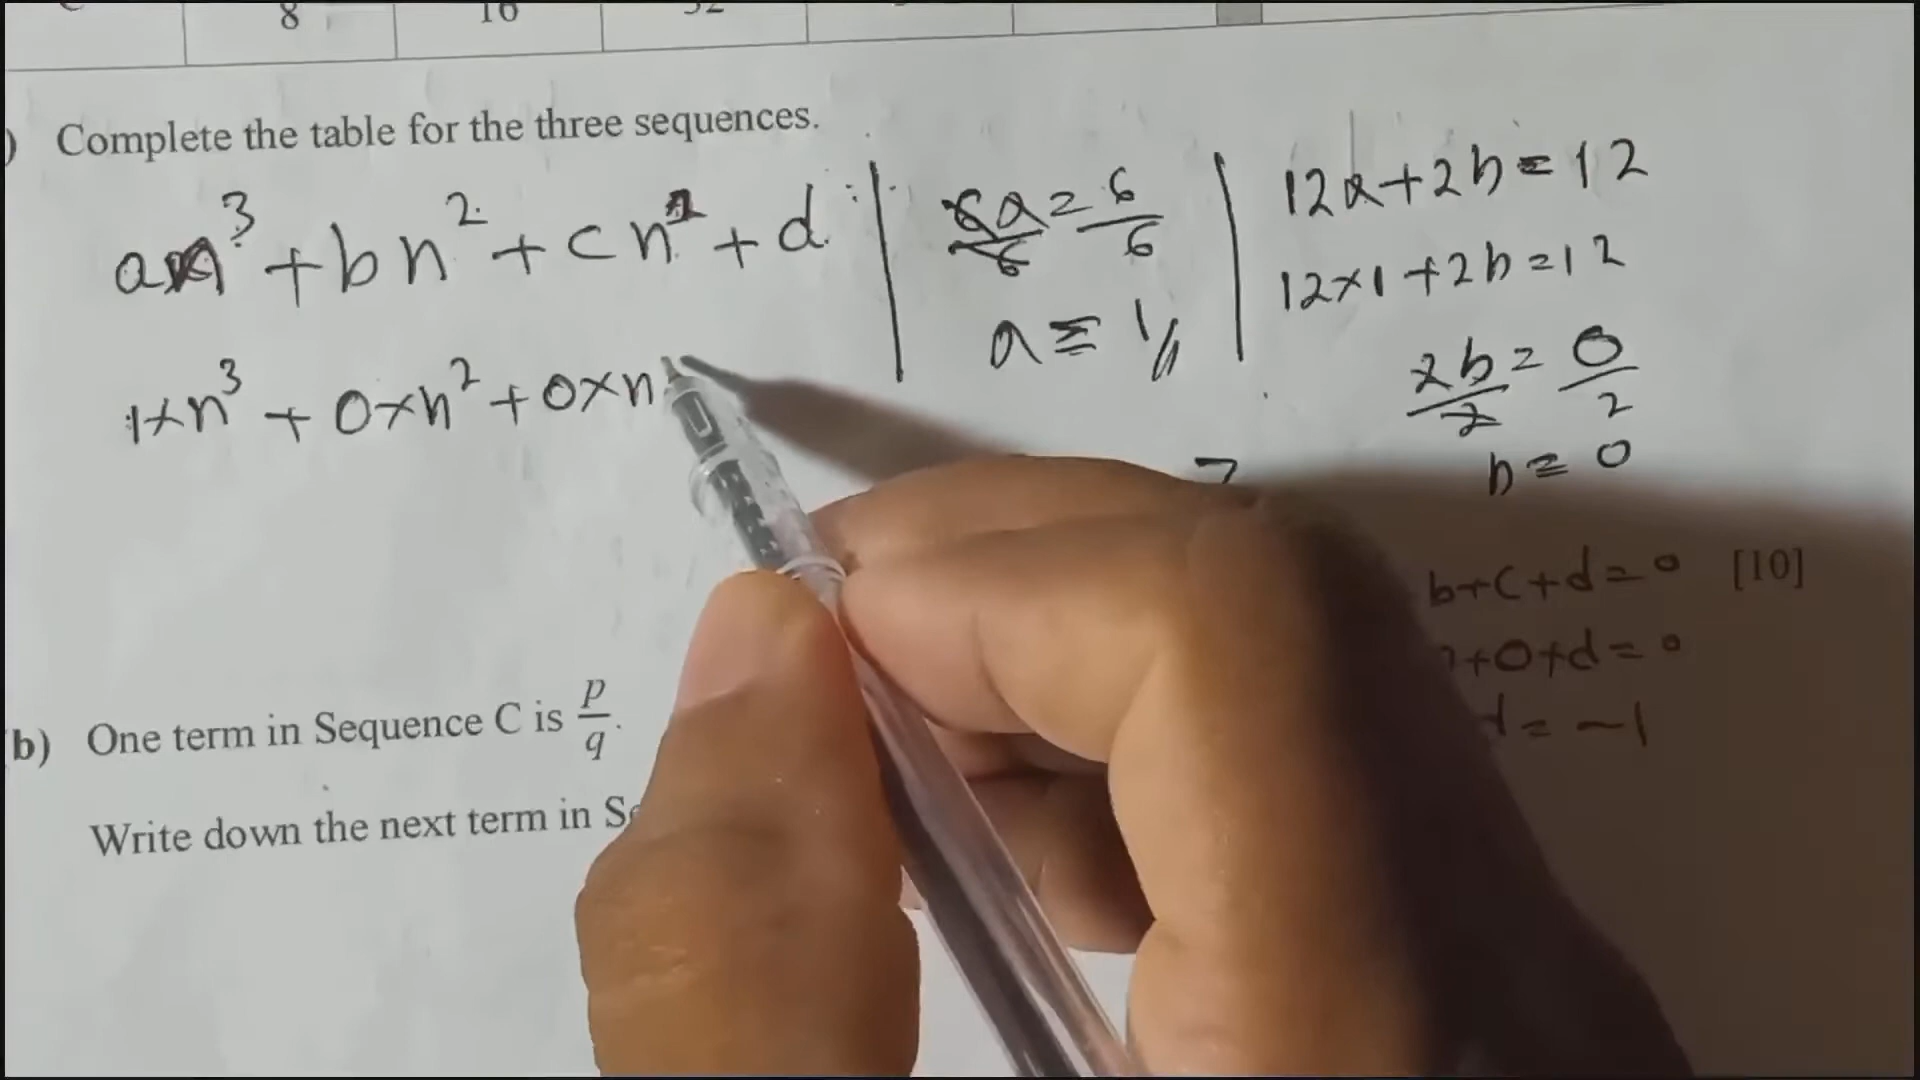 8 16 32
) Complete the table for the three sequences.
an³ + bn² + cn + d
6a = 6
6 6
a = 1
12a + 2b = 12
12×1 + 2b = 12
2b = 0
2 2
b = 0
1×n³ + 0×n² + 0×n
7
b+c+d=0 [10]
+0+d=0
d = -1
b) One term in Sequence C is p/q.
Write down the next term in